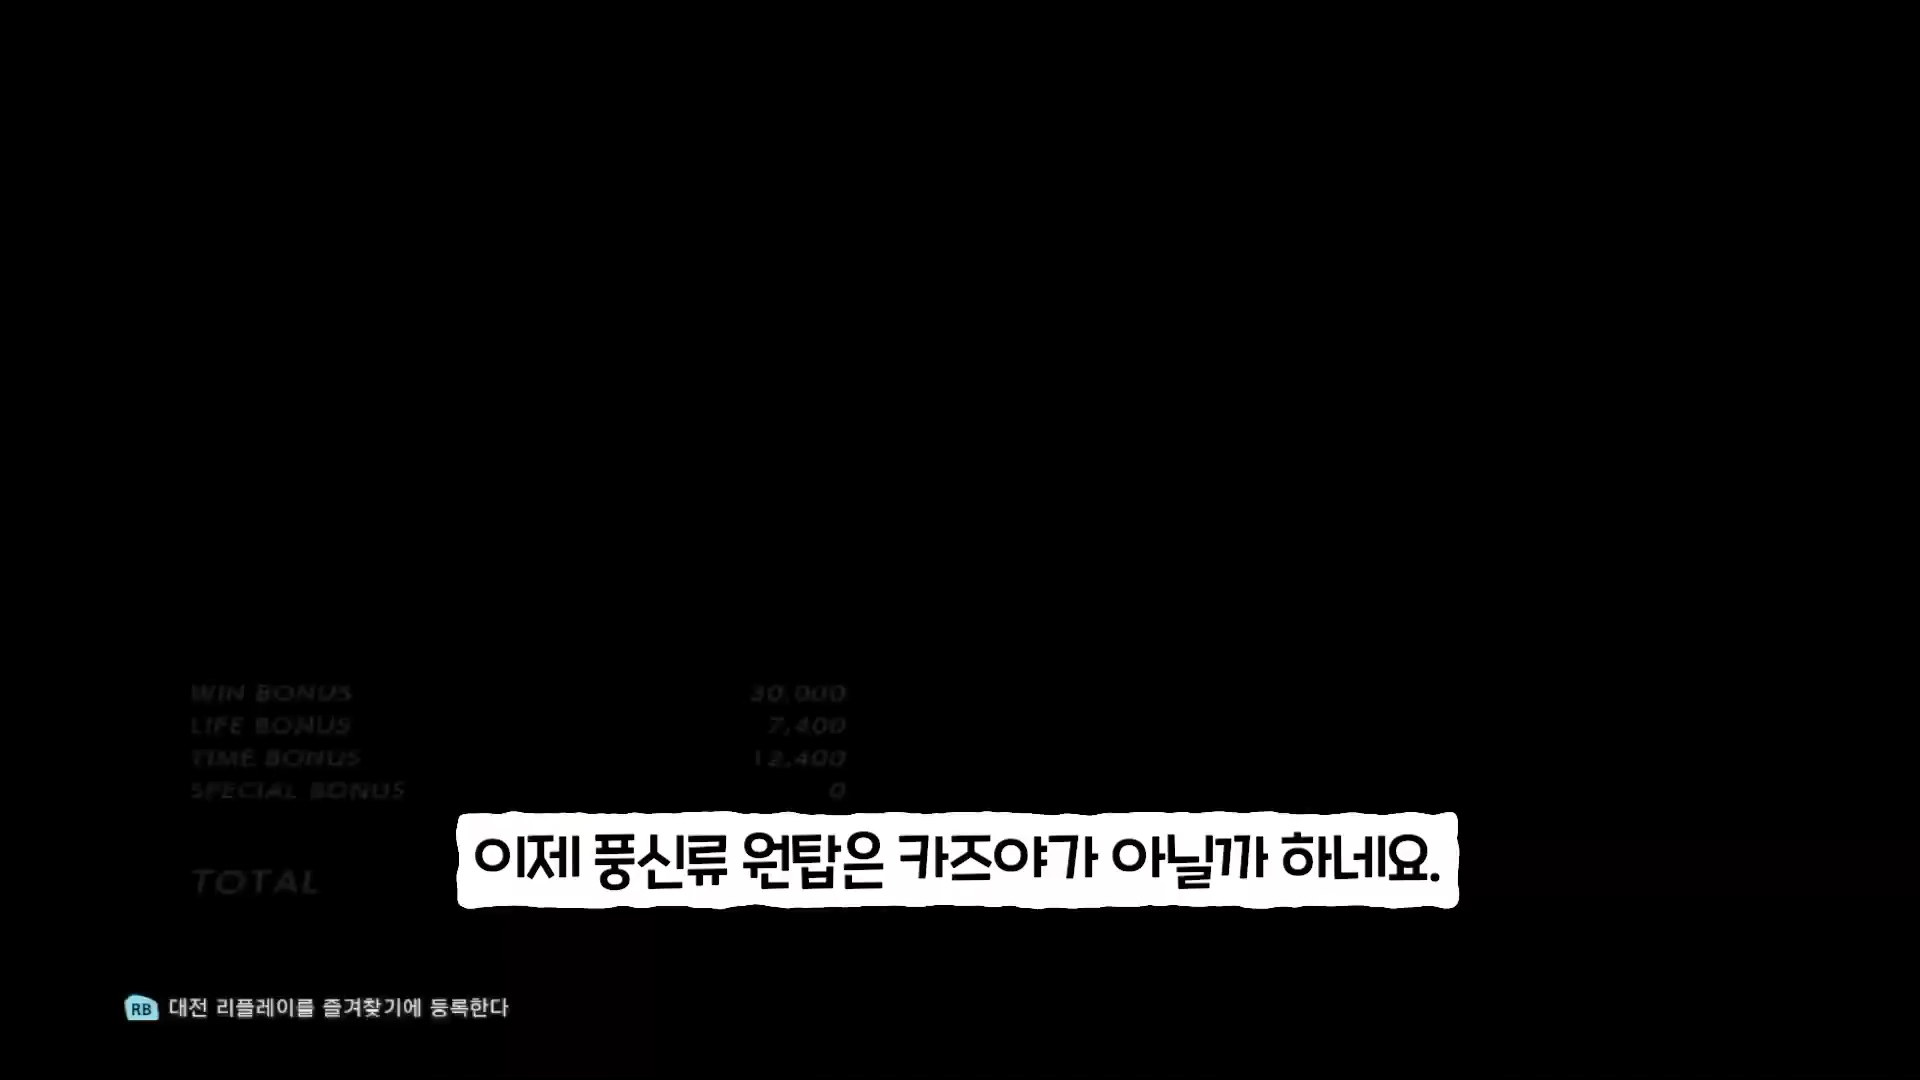 WIN BONUS 30,000
LIFE BONUS 7,400
TIME BONUS 12,400
SPECIAL BONUS 0
이제 풍신류 원탑은 카즈야가 아닐까 하네요.
TOTAL
RB 대전 리플레이를 즐겨찾기에 등록한다